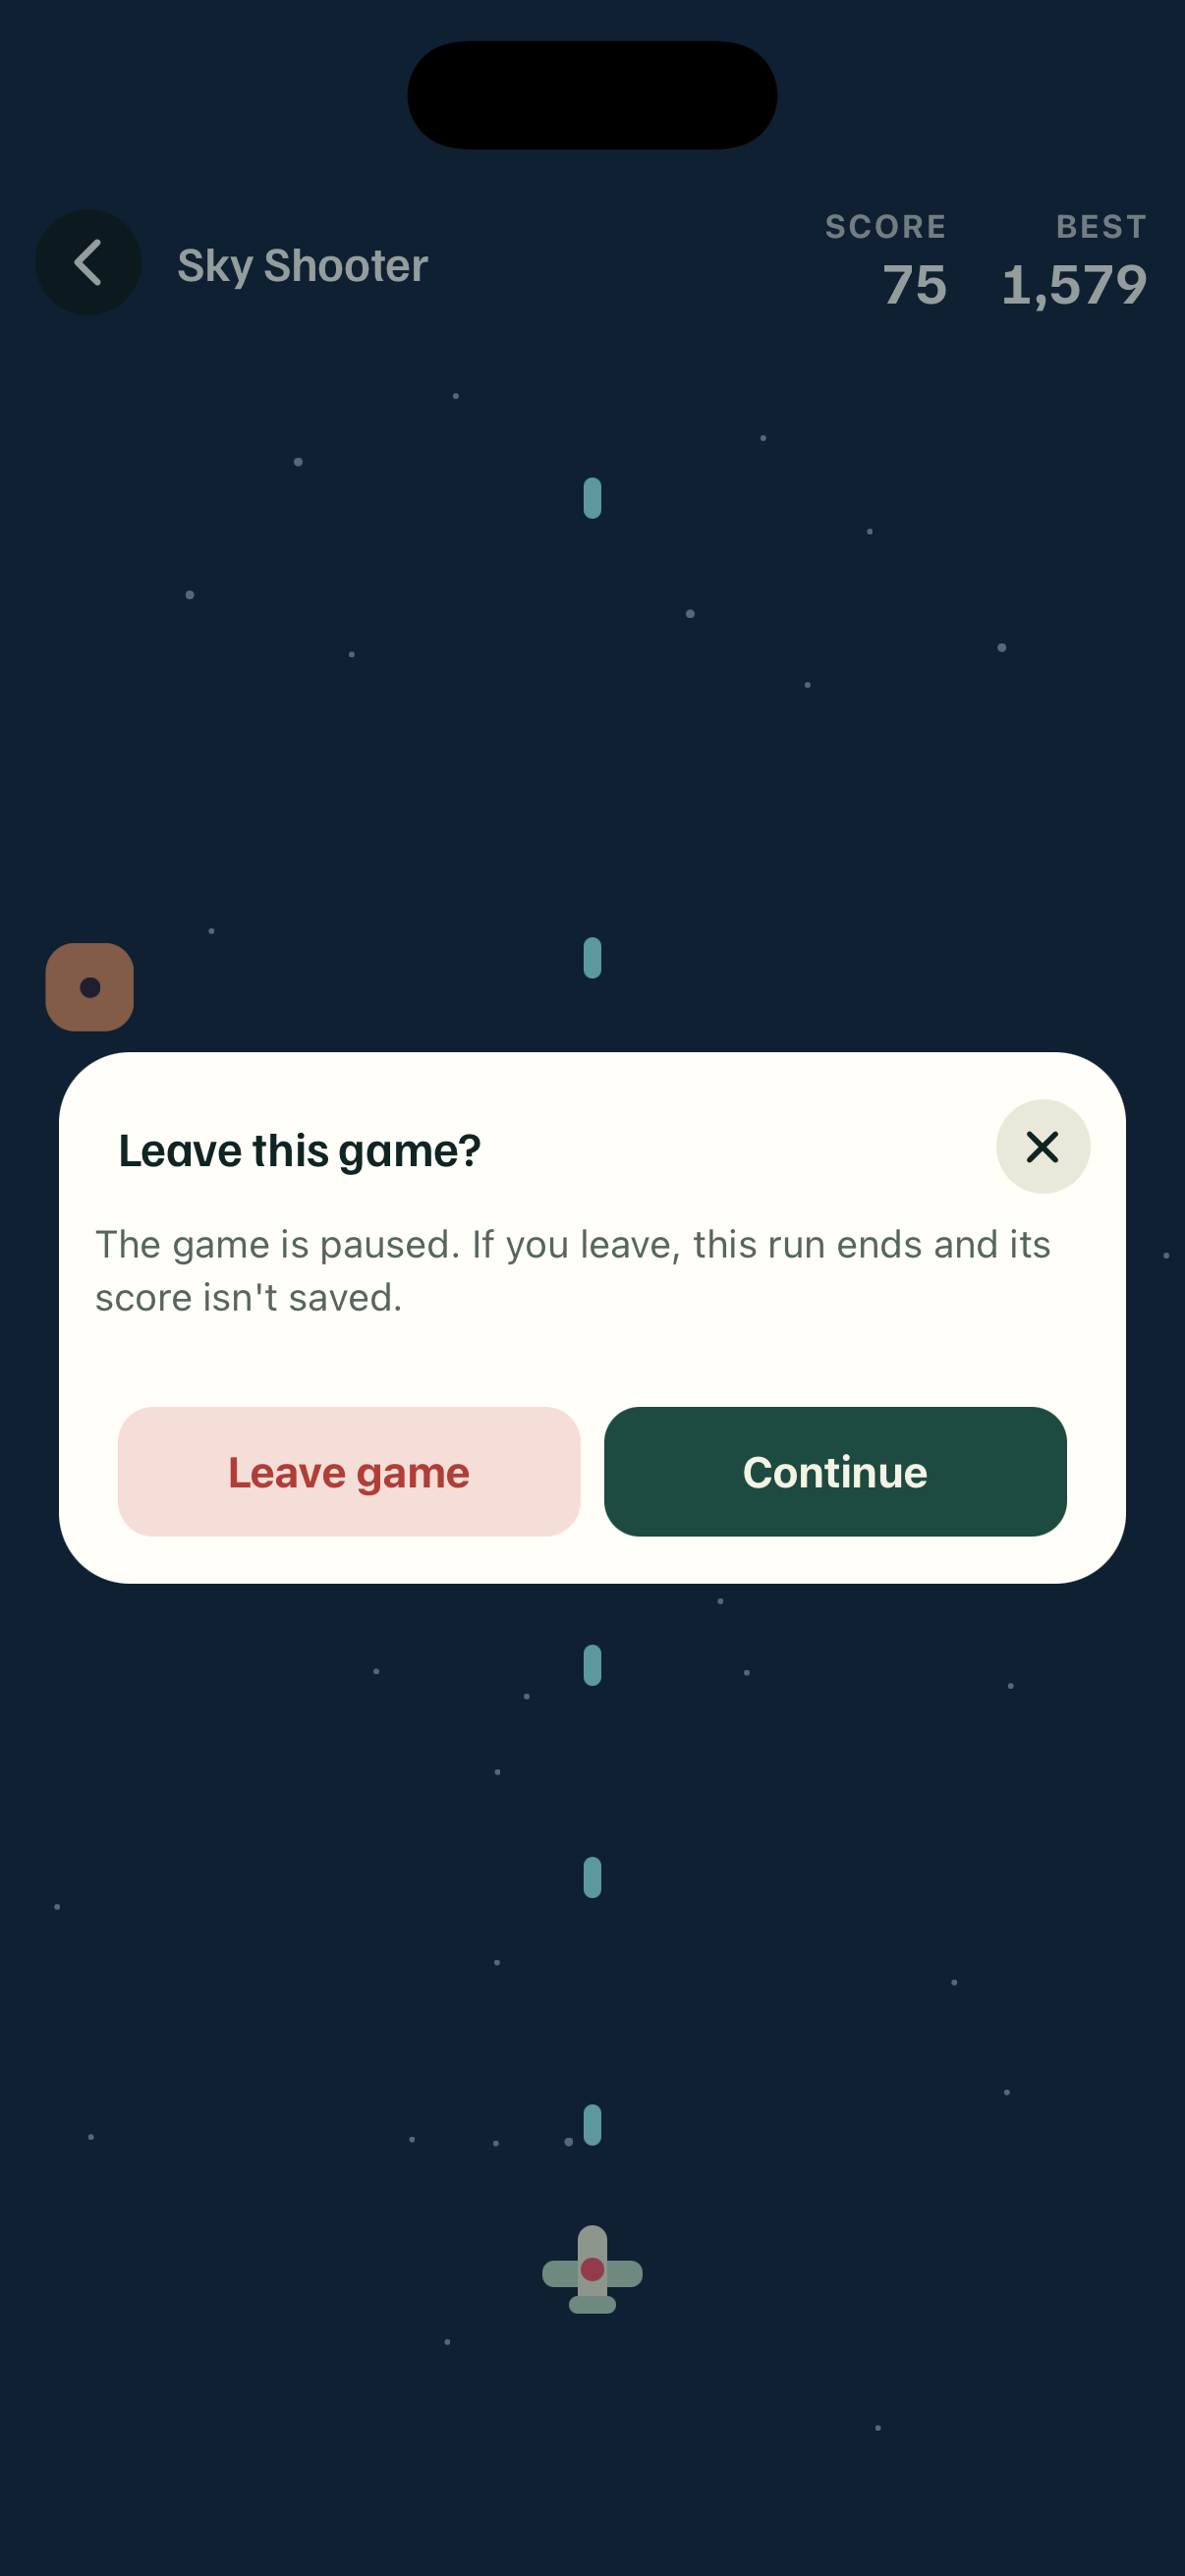 Sky Shooter
SCORE
75
BEST
1,579
Leave this game?
The game is paused. If you leave, this run ends and its
score isn't saved.
Leave game
Continue